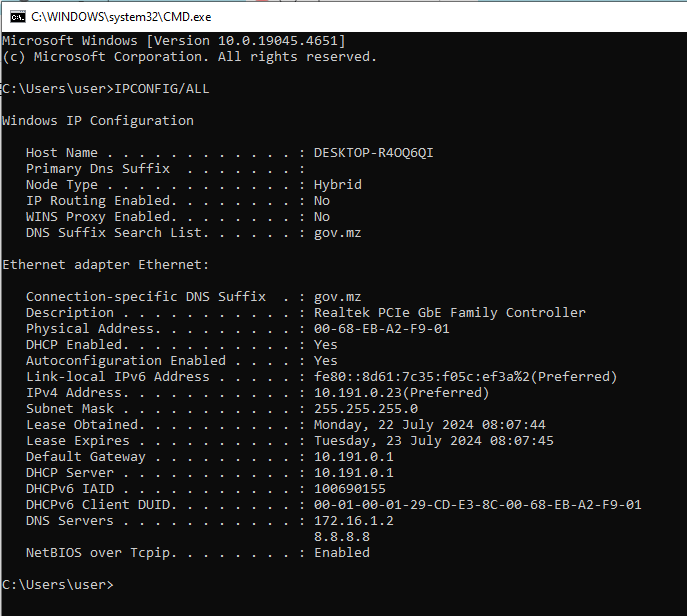 C:\WINDOWS\system32\CMD.exe
Microsoft Windows [Version 10.0.19045.4651]
(c) Microsoft Corporation. All rights reserved.
C:\Users\user>IPCONFIG/ALL
Windows IP Configuration
Host Name . . . . . . . . . . . . : DESKTOP-R4OQ6QI
Primary Dns Suffix  . . . . . . . :
Node Type . . . . . . . . . . . . : Hybrid
IP Routing Enabled. . . . . . . . : No
WINS Proxy Enabled. . . . . . . . : No
DNS Suffix Search List. . . . . . : gov.mz
Ethernet adapter Ethernet:
Connection-specific DNS Suffix  . : gov.mz
Description . . . . . . . . . . . : Realtek PCIe GbE Family Controller
Physical Address. . . . . . . . . : 00-68-EB-A2-F9-01
DHCP Enabled. . . . . . . . . . . : Yes
Autoconfiguration Enabled . . . . : Yes
Link-local IPv6 Address . . . . . : fe80::8d61:7c35:f05c:ef3a%2(Preferred)
IPv4 Address. . . . . . . . . . . : 10.191.0.23(Preferred)
Subnet Mask . . . . . . . . . . . : 255.255.255.0
Lease Obtained. . . . . . . . . . : Monday, 22 July 2024 08:07:44
Lease Expires . . . . . . . . . . : Tuesday, 23 July 2024 08:07:45
Default Gateway . . . . . . . . . : 10.191.0.1
DHCP Server . . . . . . . . . . . : 10.191.0.1
DHCPv6 IAID . . . . . . . . . . . : 100690155
DHCPv6 Client DUID. . . . . . . . : 00-01-00-01-29-CD-E3-8C-00-68-EB-A2-F9-01
DNS Servers . . . . . . . . . . . : 172.16.1.2
8.8.8.8
NetBIOS over Tcpip. . . . . . . . : Enabled
C:\Users\user>